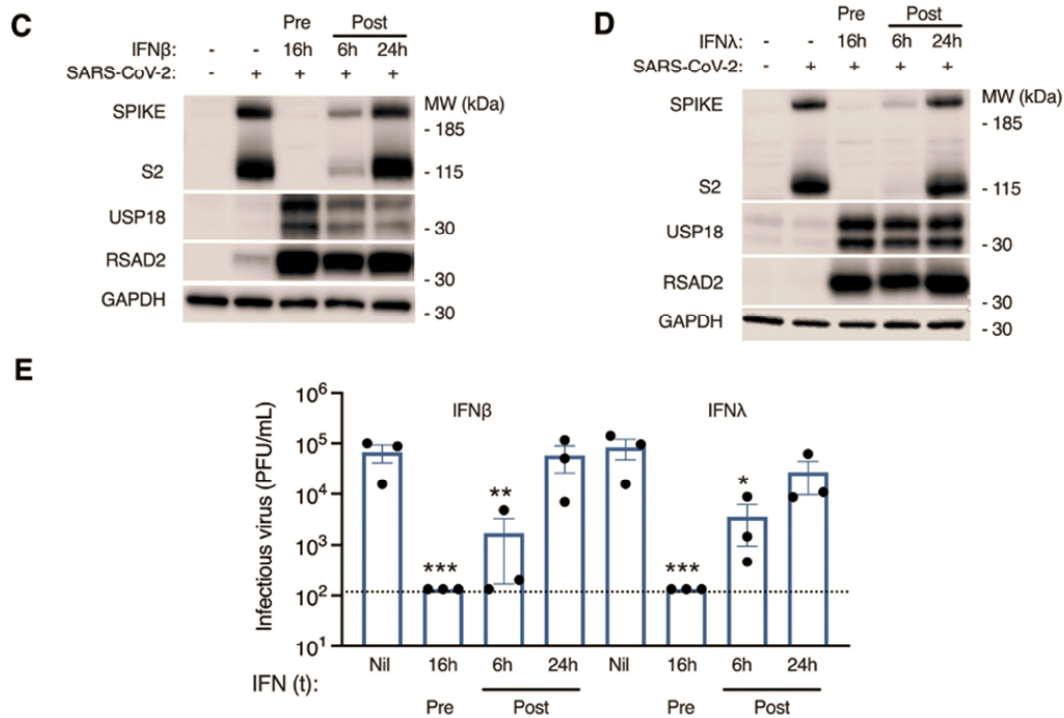 C
Pre Post
IFNβ: - - 16h 6h 24h
SARS-CoV-2: - + + + +
SPIKE
MW (kDa)
- 185
S2
- 115
USP18
- 30
RSAD2
- 30
GAPDH
- 30
D
Pre Post
IFNλ: - - 16h 6h 24h
SARS-CoV-2: - + + + +
SPIKE
MW (kDa)
- 185
S2
- 115
USP18
- 30
RSAD2
- 30
GAPDH
- 30
E
Infectious virus (PFU/mL)
10⁶
10⁵
10⁴
10³
10²
10¹
IFNβ IFNλ
*** ** *** *
Nil 16h 6h 24h Nil 16h 6h 24h
IFN (t):
Pre Post Pre Post